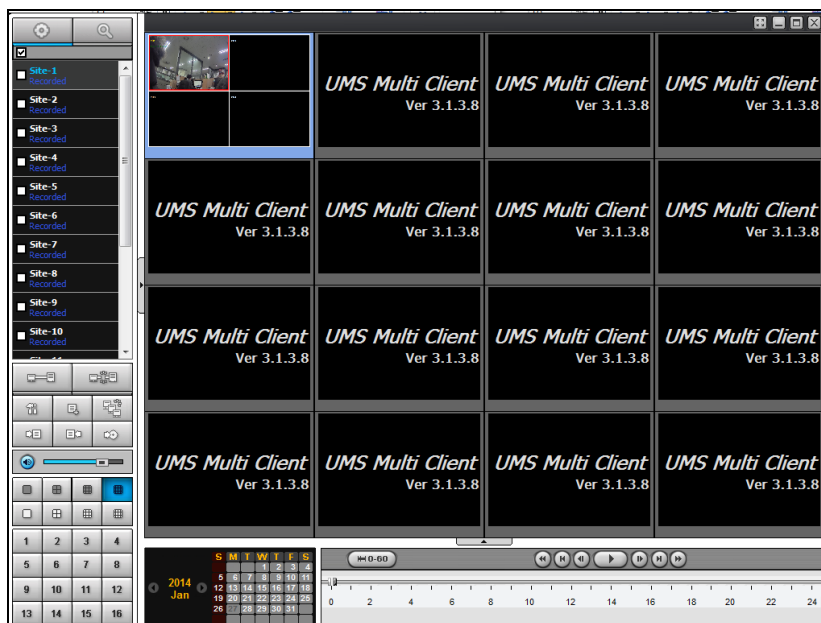 Site-1
Recorded
Site-2
Recorded
Site-3
Recorded
Site-4
Recorded
Site-5
Recorded
Site-6
Recorded
Site-7
Recorded
Site-8
Recorded
Site-9
Recorded
Site-10
Recorded
UMS Multi Client UMS Multi Client UMS Multi Client
Ver 3.1.3.8 Ver 3.1.3.8 Ver 3.1.3.8
UMS Multi Client UMS Multi Client UMS Multi Client UMS Multi Client
Ver 3.1.3.8 Ver 3.1.3.8 Ver 3.1.3.8 Ver 3.1.3.8
UMS Multi Client UMS Multi Client UMS Multi Client UMS Multi Client
Ver 3.1.3.8 Ver 3.1.3.8 Ver 3.1.3.8 Ver 3.1.3.8
UMS Multi Client UMS Multi Client UMS Multi Client UMS Multi Client
Ver 3.1.3.8 Ver 3.1.3.8 Ver 3.1.3.8 Ver 3.1.3.8
1 2 3 4
5 6 7 8
9 10 11 12
13 14 15 16
2014
Jan
S M T W T F S
1 2 3 4
5 6 7 8 9 10 11
12 13 14 15 16 17 18
19 20 21 22 23 24 25
26 27 28 29 30 31
0-60
0 2 4 6 8 10 12 14 16 18 20 22 24